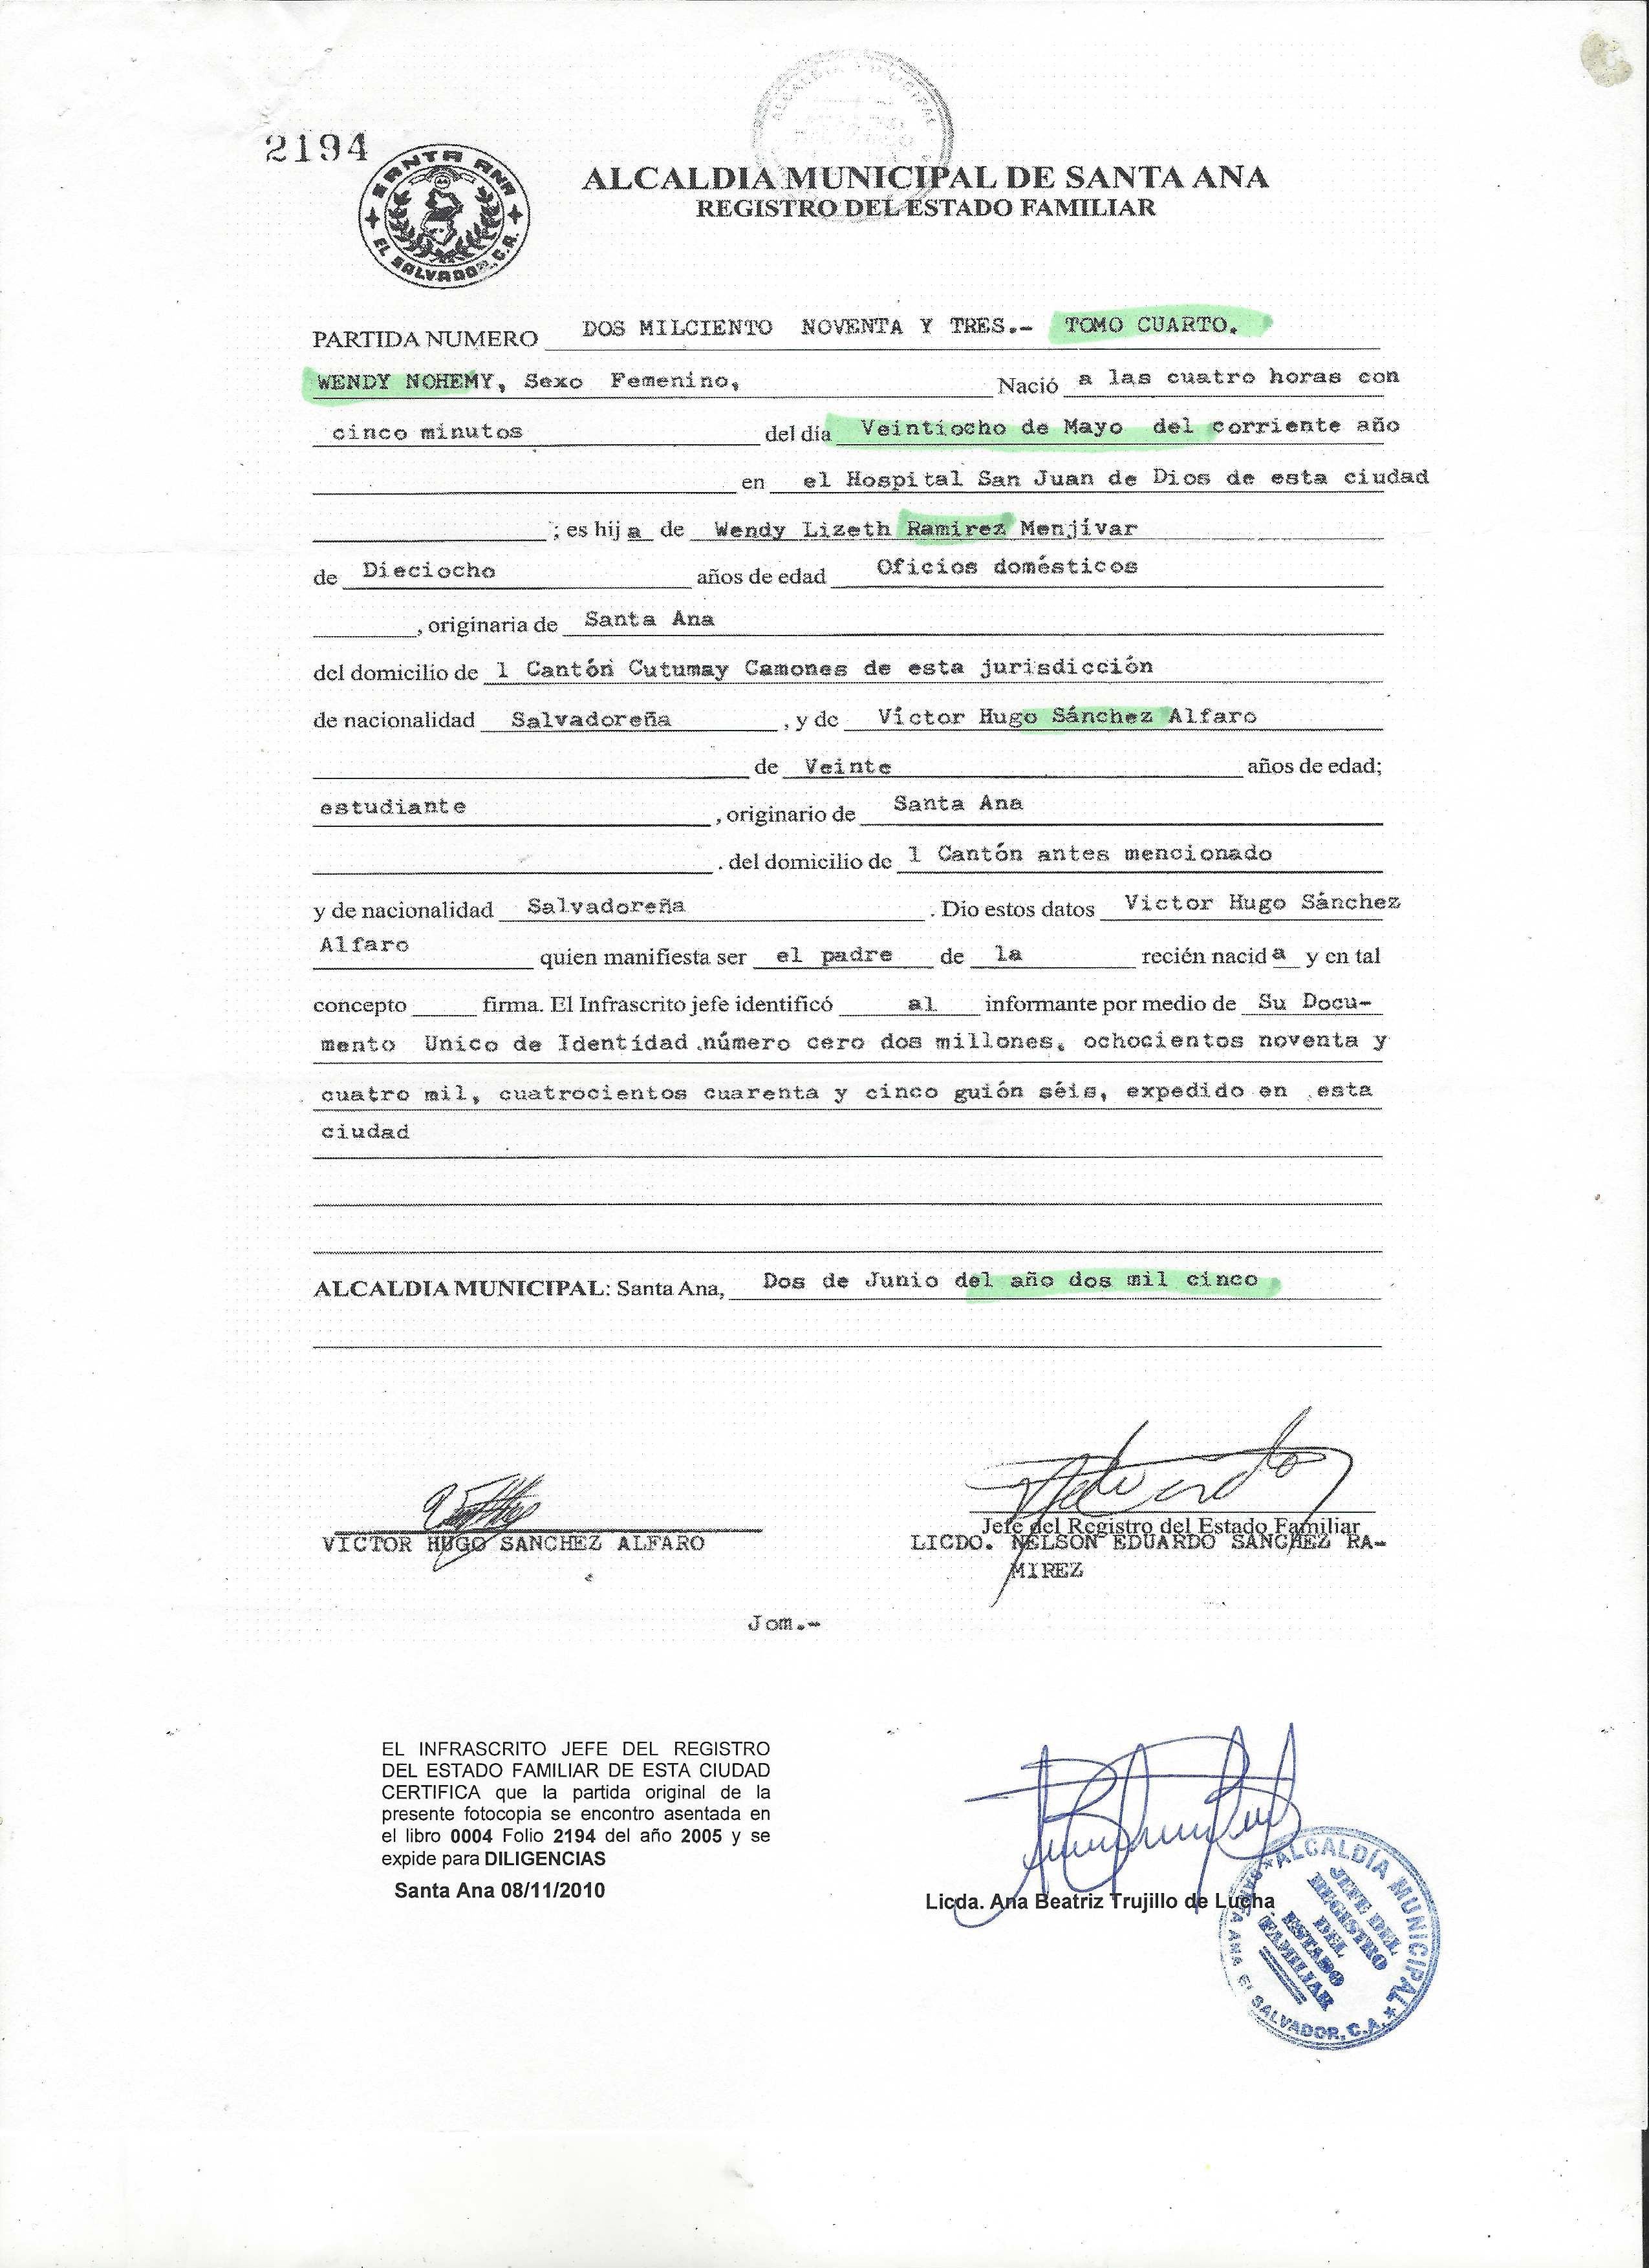 ALCALDIA MUNICIPAL
2194
SANTA ANA
EL SALVADOR, C.A.
ALCALDIA MUNICIPAL DE SANTA ANA
REGISTRO DEL ESTADO FAMILIAR
PARTIDA NUMERO DOS MILCIENTO NOVENTA Y TRES.- TOMO CUARTO.
WENDY NOHEMY, Sexo Femenino, Nació a las cuatro horas con
cinco minutos del día Veintiocho de Mayo del corriente año
en el Hospital San Juan de Dios de esta ciudad
; es hija de Wendy Lizeth Ramirez Menjívar
de Dieciocho años de edad Oficios domésticos
, originaria de Santa Ana
del domicilio de l Cantón Cutumay Camones de esta jurisdicción
de nacionalidad Salvadoreña , y de Víctor Hugo Sánchez Alfaro
de Veinte años de edad;
estudiante , originario de Santa Ana
. del domicilio de l Cantón antes mencionado
y de nacionalidad Salvadoreña . Dio estos datos Victor Hugo Sánchez
Alfaro quien manifiesta ser el padre de la recién nacida y en tal
concepto firma. El Infrascrito jefe identificó al informante por medio de Su Docu-
mento Unico de Identidad número cero dos millones, ochocientos noventa y
cuatro mil, cuatrocientos cuarenta y cinco guión séis, expedido en esta
ciudad
ALCALDIA MUNICIPAL: Santa Ana, Dos de Junio del año dos mil cinco
VICTOR HUGO SANCHEZ ALFARO
Jefe del Registro del Estado Familiar
LICDO. NELSON EDUARDO SANCHEZ RA-
MIREZ
Jom.-
EL INFRASCRITO JEFE DEL REGISTRO
DEL ESTADO FAMILIAR DE ESTA CIUDAD
CERTIFICA que la partida original de la
presente fotocopia se encontro asentada en
el libro 0004 Folio 2194 del año 2005 y se
expide para DILIGENCIAS
Santa Ana 08/11/2010
Licda. Ana Beatriz Trujillo de Lucha
ALCALDÍA MUNICIPAL
JEFE DEL
REGISTRO
DEL
ESTADO
FAMILIAR
SANTA ANA EL SALVADOR, C.A.